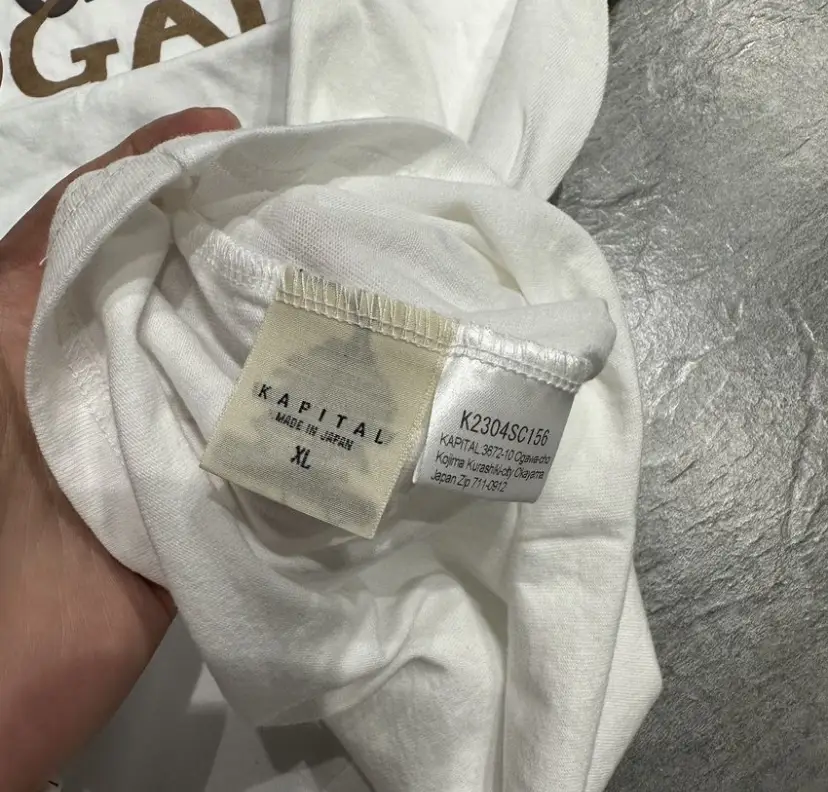 GA
KAPITAL
MADE IN JAPAN
XL
K2304SC156
KAPITAL 3672-10 Ogawa-cho
Kojima Kurashiki-city Okayama
Japan Zip 711-0912